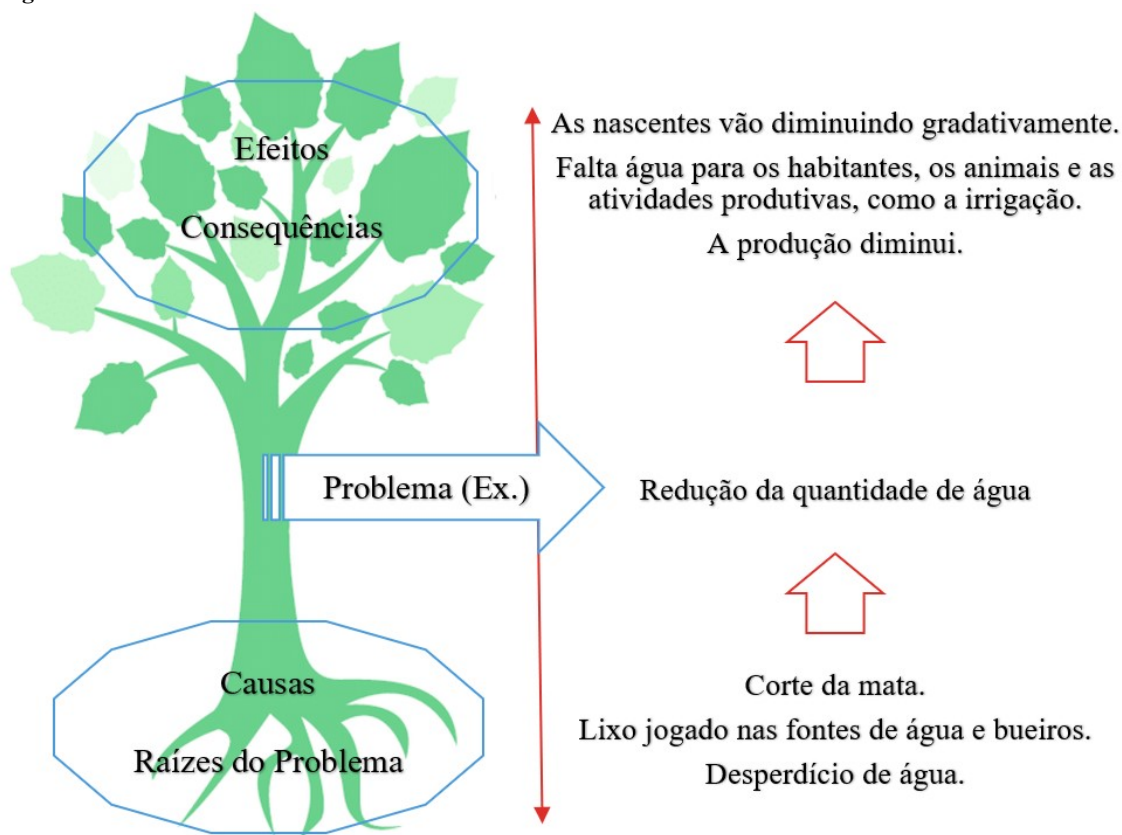 Efeitos
Consequências
As nascentes vão diminuindo gradativamente.
Falta água para os habitantes, os animais e as
atividades produtivas, como a irrigação.
A produção diminui.
Problema (Ex.)
Redução da quantidade de água
Causas
Raízes do Problema
Corte da mata.
Lixo jogado nas fontes de água e bueiros.
Desperdício de água.